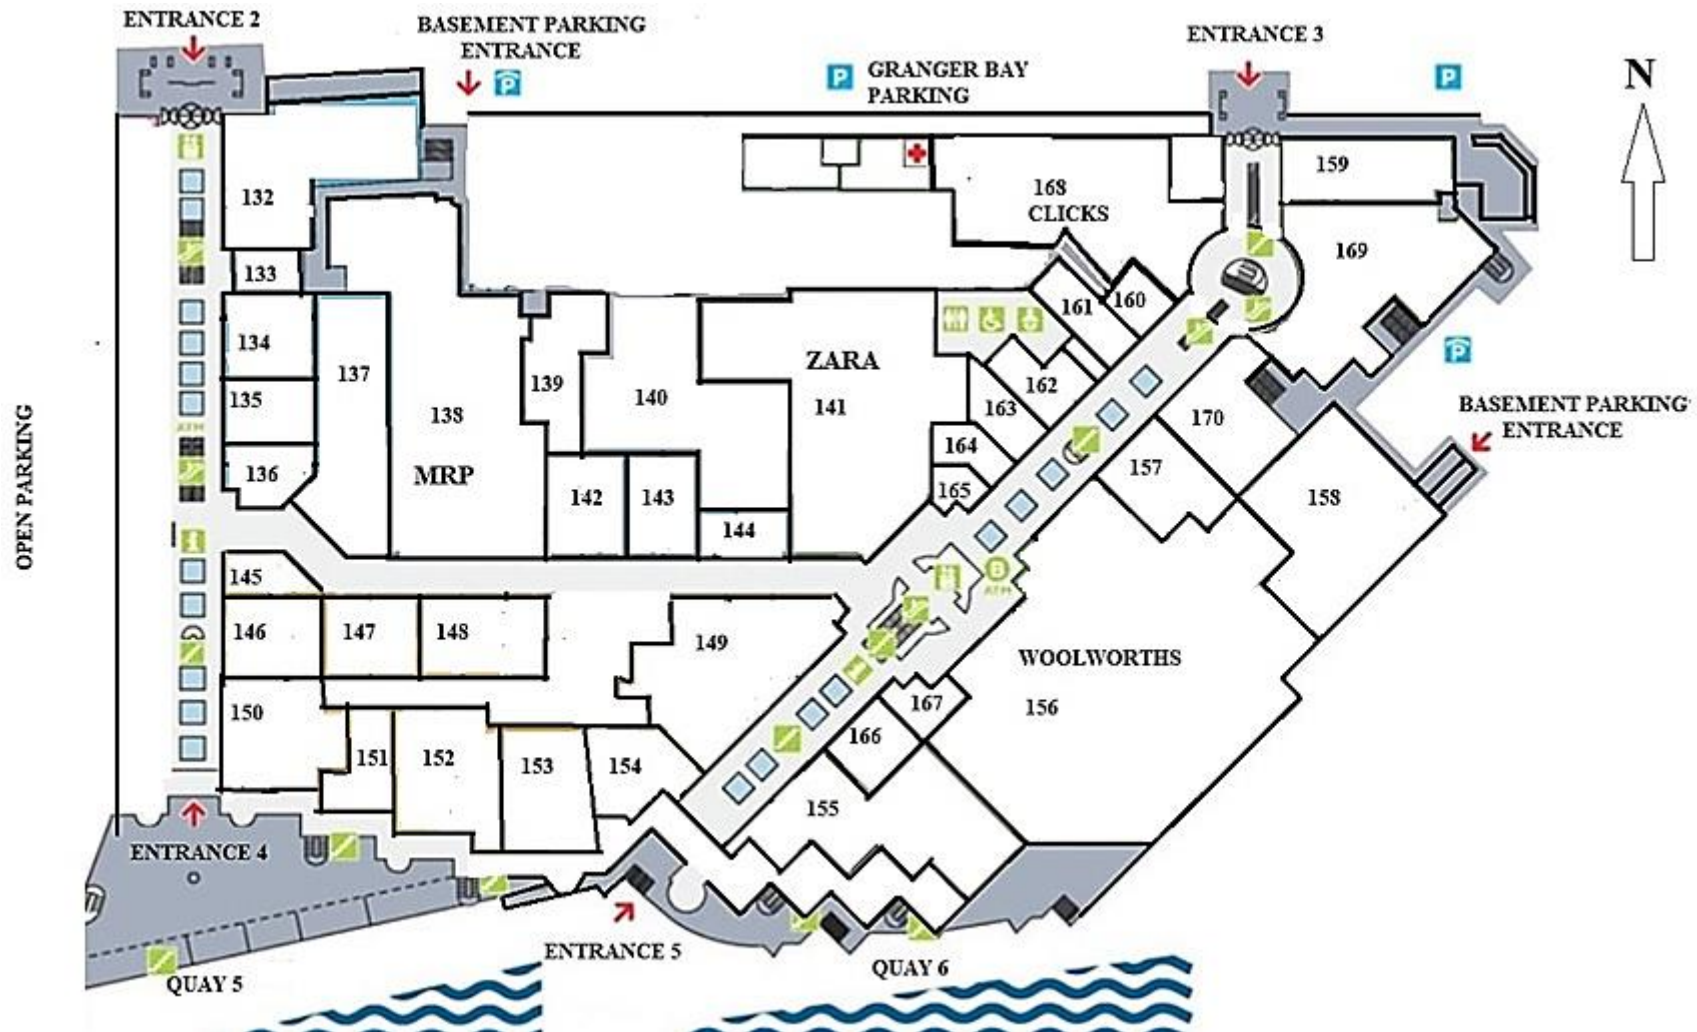 ENTRANCE 2
BASEMENT PARKING
ENTRANCE
P
P
GRANGER BAY
PARKING
ENTRANCE 3
P
N
159
132
168
CLICKS
169
133
161
160
134
137
ZARA
139
162
P
135
ATM
138
140
141
163
170
BASEMENT PARKING
ENTRANCE
164
136
MRP
157
142
143
165
158
144
OPEN PARKING
145
B
ATM
146
147
148
149
WOOLWORTHS
156
150
167
166
151
152
153
154
155
ENTRANCE 4
ENTRANCE 5
QUAY 5
QUAY 6